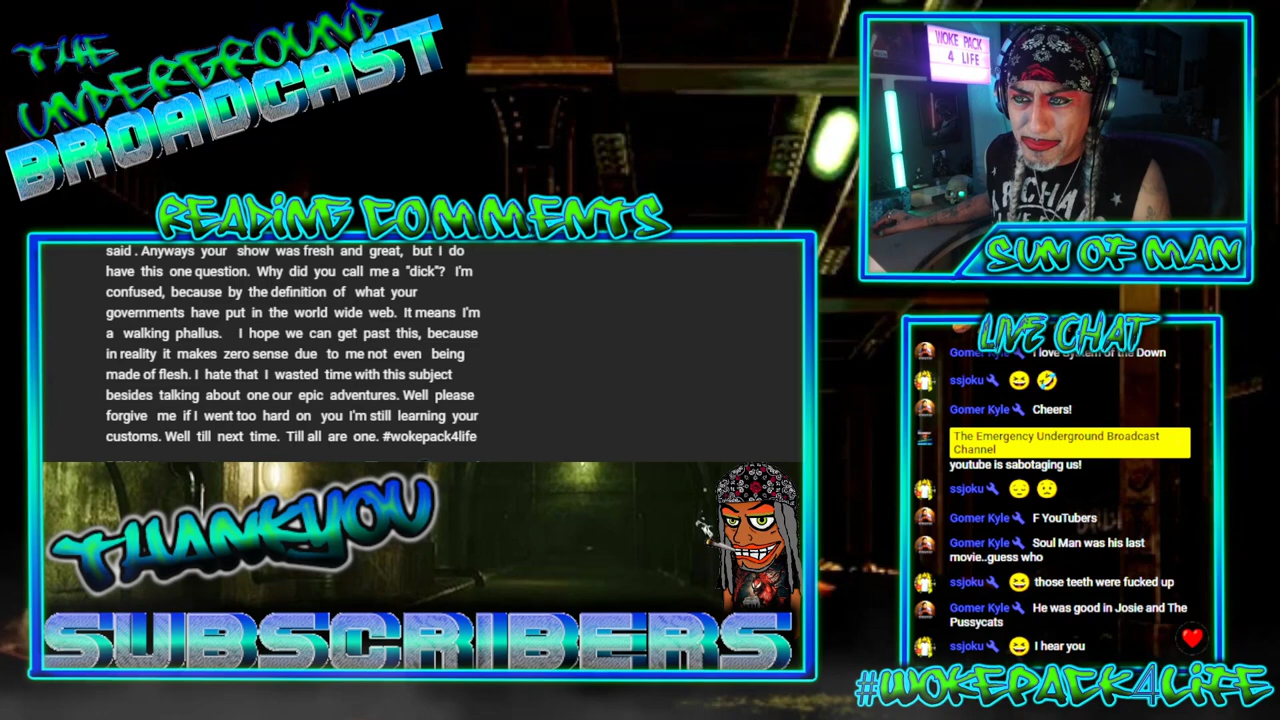 THE
UNDERGROUND
BROADCAST
READING COMMENTS
said . Anyways your show was fresh and great, but I do
have this one question. Why did you call me a "dick"? I'm
confused, because by the definition of what your
governments have put in the world wide web. It means I'm
a walking phallus. I hope we can get past this, because
in reality it makes zero sense due to me not even being
made of flesh. I hate that I wasted time with this subject
besides talking about one our epic adventures. Well please
forgive me if I went too hard on you I'm still learning your
customs. Well till next time. Till all are one. #wokepack4life
THANKYOU
SUBSCRIBERS
WOKE PACK
4 LIFE
SUN OF MAN
LIVE CHAT
Gomer Kyle I love System of the Down
ssjoku 😆 🤣
Gomer Kyle Cheers!
The Emergency Underground Broadcast
Channel
youtube is sabotaging us!
ssjoku 😔 😟
Gomer Kyle F YouTubers
Gomer Kyle Soul Man was his last
movie..guess who
ssjoku 😆 those teeth were fucked up
Gomer Kyle He was good in Josie and The
Pussycats
ssjoku 😆 I hear you
#WOKEPACK4LIFE